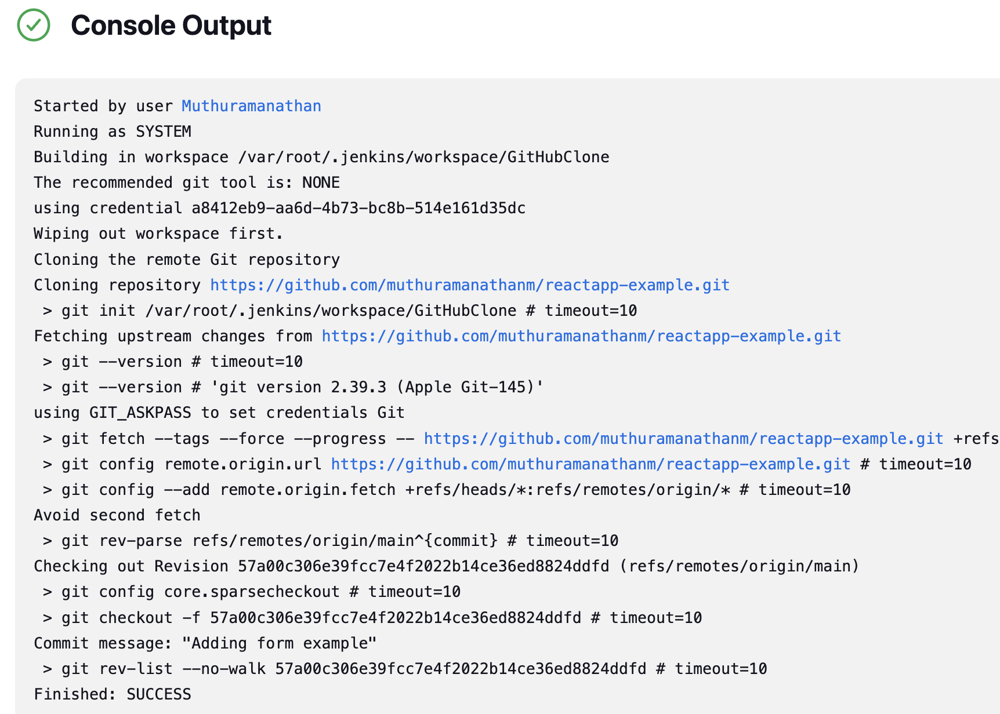 Console Output
Started by user Muthuramanathan
Running as SYSTEM
Building in workspace /var/root/.jenkins/workspace/GitHubClone
The recommended git tool is: NONE
using credential a8412eb9-aa6d-4b73-bc8b-514e161d35dc
Wiping out workspace first.
Cloning the remote Git repository
Cloning repository https://github.com/muthuramanathanm/reactapp-example.git
 > git init /var/root/.jenkins/workspace/GitHubClone # timeout=10
Fetching upstream changes from https://github.com/muthuramanathanm/reactapp-example.git
 > git --version # timeout=10
 > git --version # 'git version 2.39.3 (Apple Git-145)'
using GIT_ASKPASS to set credentials Git
 > git fetch --tags --force --progress -- https://github.com/muthuramanathanm/reactapp-example.git +refs
 > git config remote.origin.url https://github.com/muthuramanathanm/reactapp-example.git # timeout=10
 > git config --add remote.origin.fetch +refs/heads/*:refs/remotes/origin/* # timeout=10
Avoid second fetch
 > git rev-parse refs/remotes/origin/main^{commit} # timeout=10
Checking out Revision 57a00c306e39fcc7e4f2022b14ce36ed8824ddfd (refs/remotes/origin/main)
 > git config core.sparsecheckout # timeout=10
 > git checkout -f 57a00c306e39fcc7e4f2022b14ce36ed8824ddfd # timeout=10
Commit message: "Adding form example"
 > git rev-list --no-walk 57a00c306e39fcc7e4f2022b14ce36ed8824ddfd # timeout=10
Finished: SUCCESS